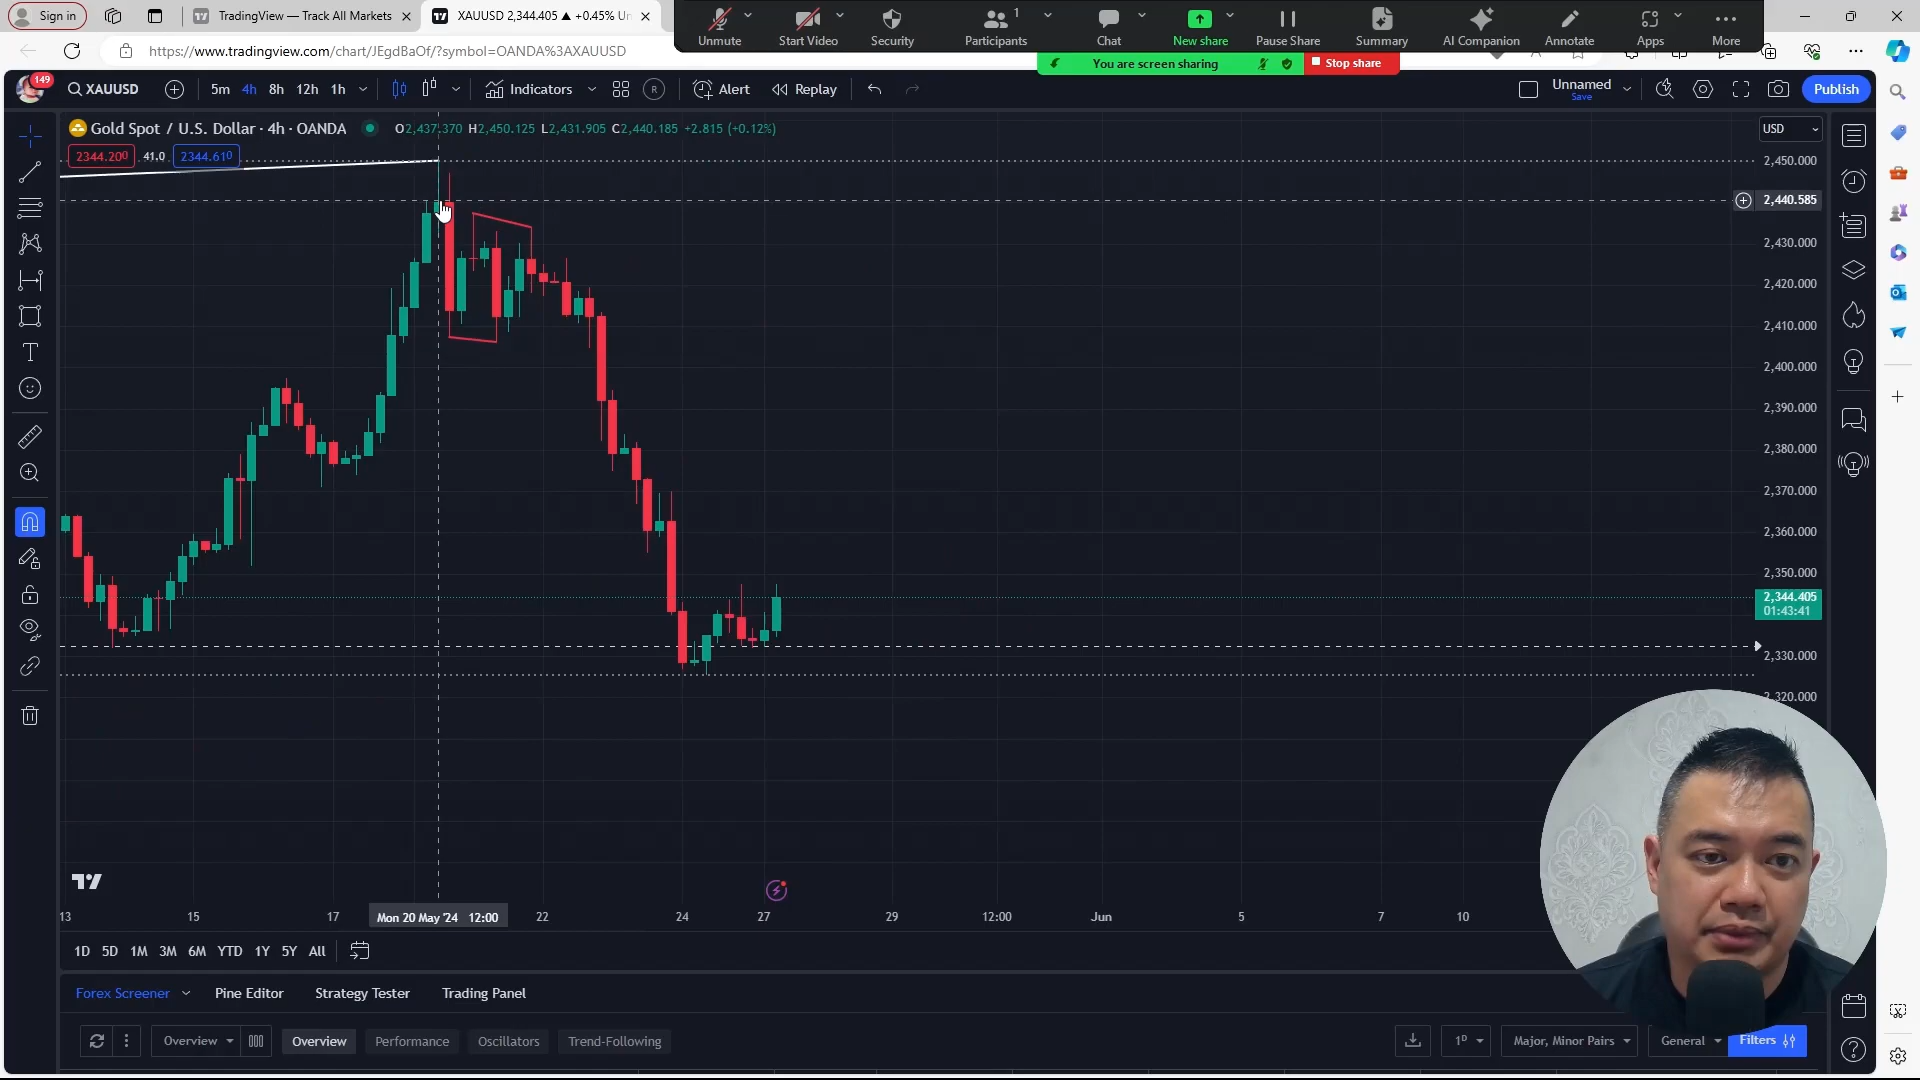 Sign in
TradingView — Track All Markets
XAUUSD 2,344.405 ▲ +0.45% Un
Unmute
Start Video
Security
Participants
1
Chat
New share
Pause Share
Summary
AI Companion
Annotate
Apps
More
https://www.tradingview.com/chart/JEgdBaOf/?symbol=OANDA%3AXAUUSD
You are screen sharing
Stop share
149
XAUUSD
5m
4h
8h
12h
1h
Indicators
R
Alert
Replay
Unnamed
Save
Publish
Gold Spot / U.S. Dollar · 4h · OANDA
O2,437.370 H2,450.125 L2,431.905 C2,440.185 +2.815 (+0.12%)
USD
2344.200
41.0
2344.610
2,450.000
2,440.585
2,430.000
2,420.000
2,410.000
2,400.000
2,390.000
2,380.000
2,370.000
2,360.000
2,350.000
2,344.405
01:43:41
2,330.000
2,320.000
13
15
17
Mon 20 May '24 12:00
22
24
27
29
12:00
Jun
5
7
10
1D
5D
1M
3M
6M
YTD
1Y
5Y
All
Forex Screener
Pine Editor
Strategy Tester
Trading Panel
Overview
Overview
Performance
Oscillators
Trend-Following
1D
Major, Minor Pairs
General
Filters